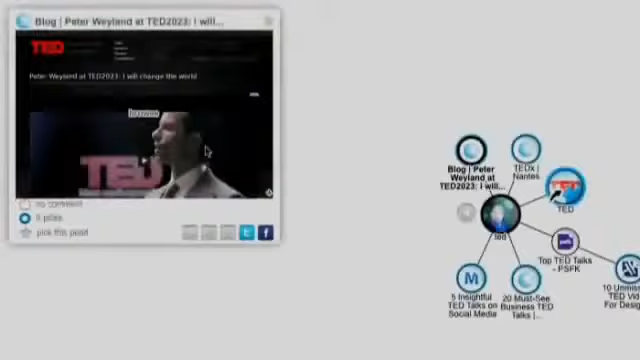 Blog | Peter Weyland at TED2023: I will...
TED
Peter Weyland at TED2023: I will change the world
TED
no comment
0 picks
pick this pearl
t
f
Blog | Peter
Weyland at
TED2023: I will...
TEDx |
Nantes
TED
ted
Top TED Talks
- PSFK
M
5 Insightful
TED Talks on
Social Media
20 Must-See
Business TED
Talks |...
10 Unmiss
TED Vid
For Desig